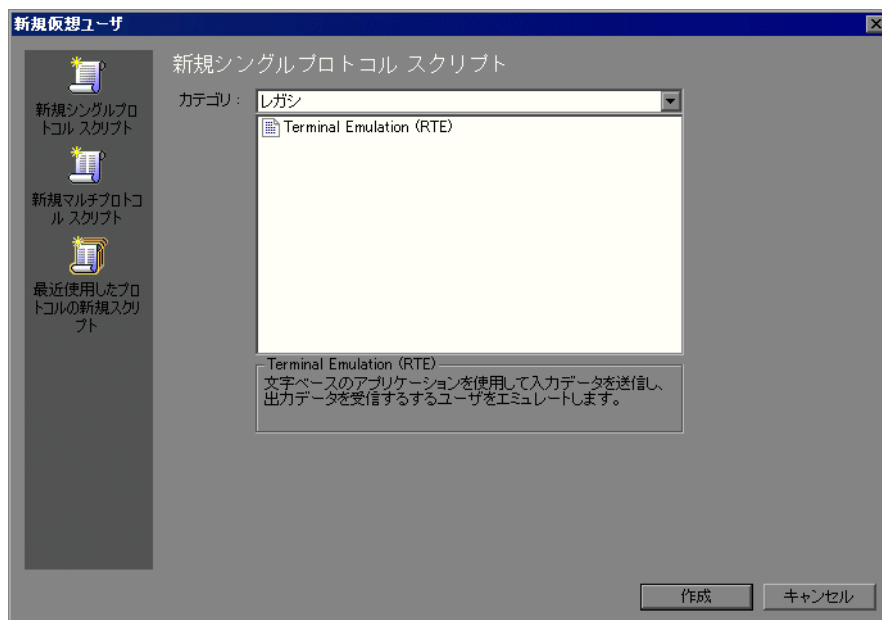 新規仮想ユーザ
新規シングルプロ
トコル スクリプト
新規マルチプロトコ
ル スクリプト
最近使用したプロ
トコルの新規スクリ
プト
新規シングルプロトコル スクリプト
カテゴリ：
レガシ
Terminal Emulation (RTE)
Terminal Emulation (RTE)
文字ベースのアプリケーションを使用して入力データを送信し、
出力データを受信するするユーザをエミュレートします。
作成
キャンセル